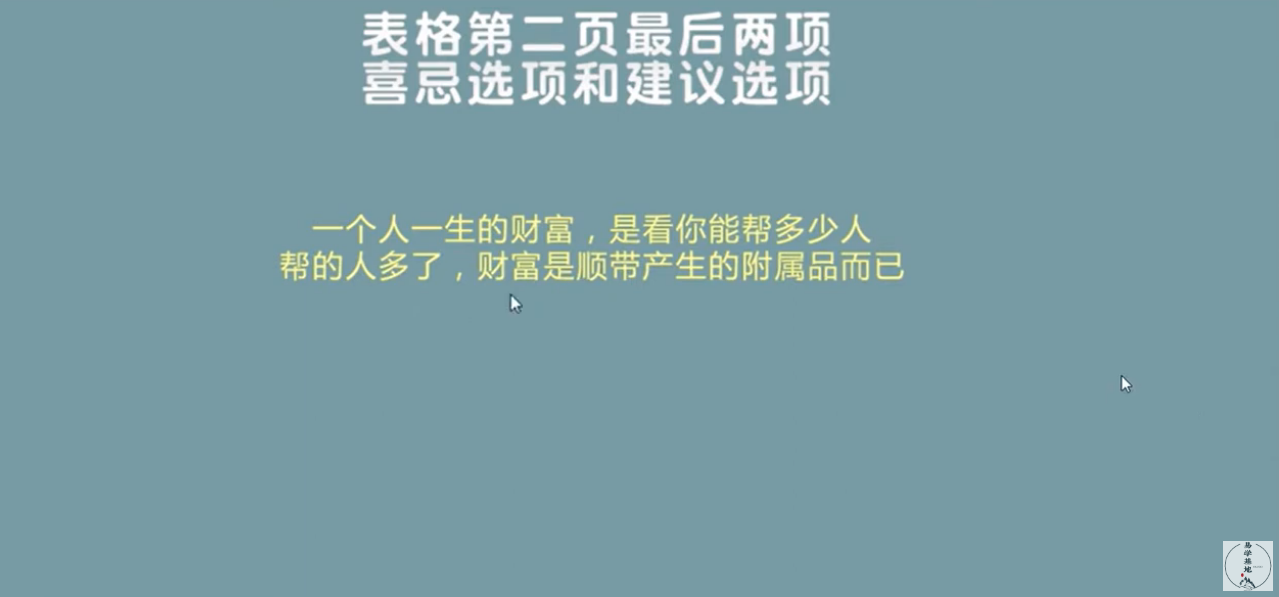 表格第二页最后两项
喜忌选项和建议选项
一个人一生的财富，是看你能帮多少人
帮的人多了，财富是顺带产生的附属品而已
易学基地